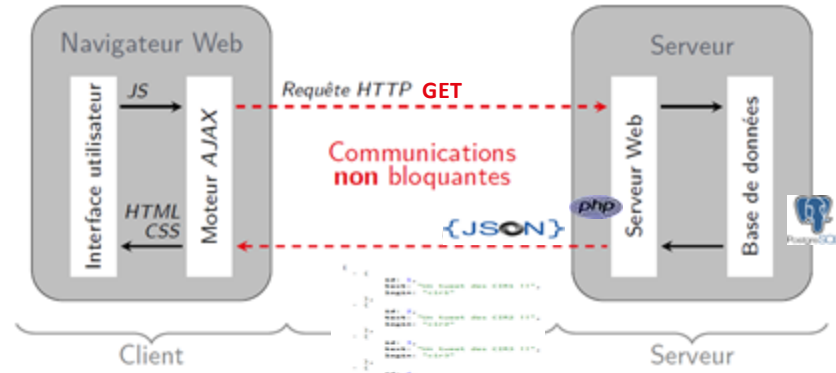 Navigateur Web
Serveur
Interface utilisateur
JS
Moteur AJAX
HTML
CSS
Requête HTTP GET
Communications
non bloquantes
{JSON}
php
Serveur Web
Base de données
PostgreSQL
Client
Serveur